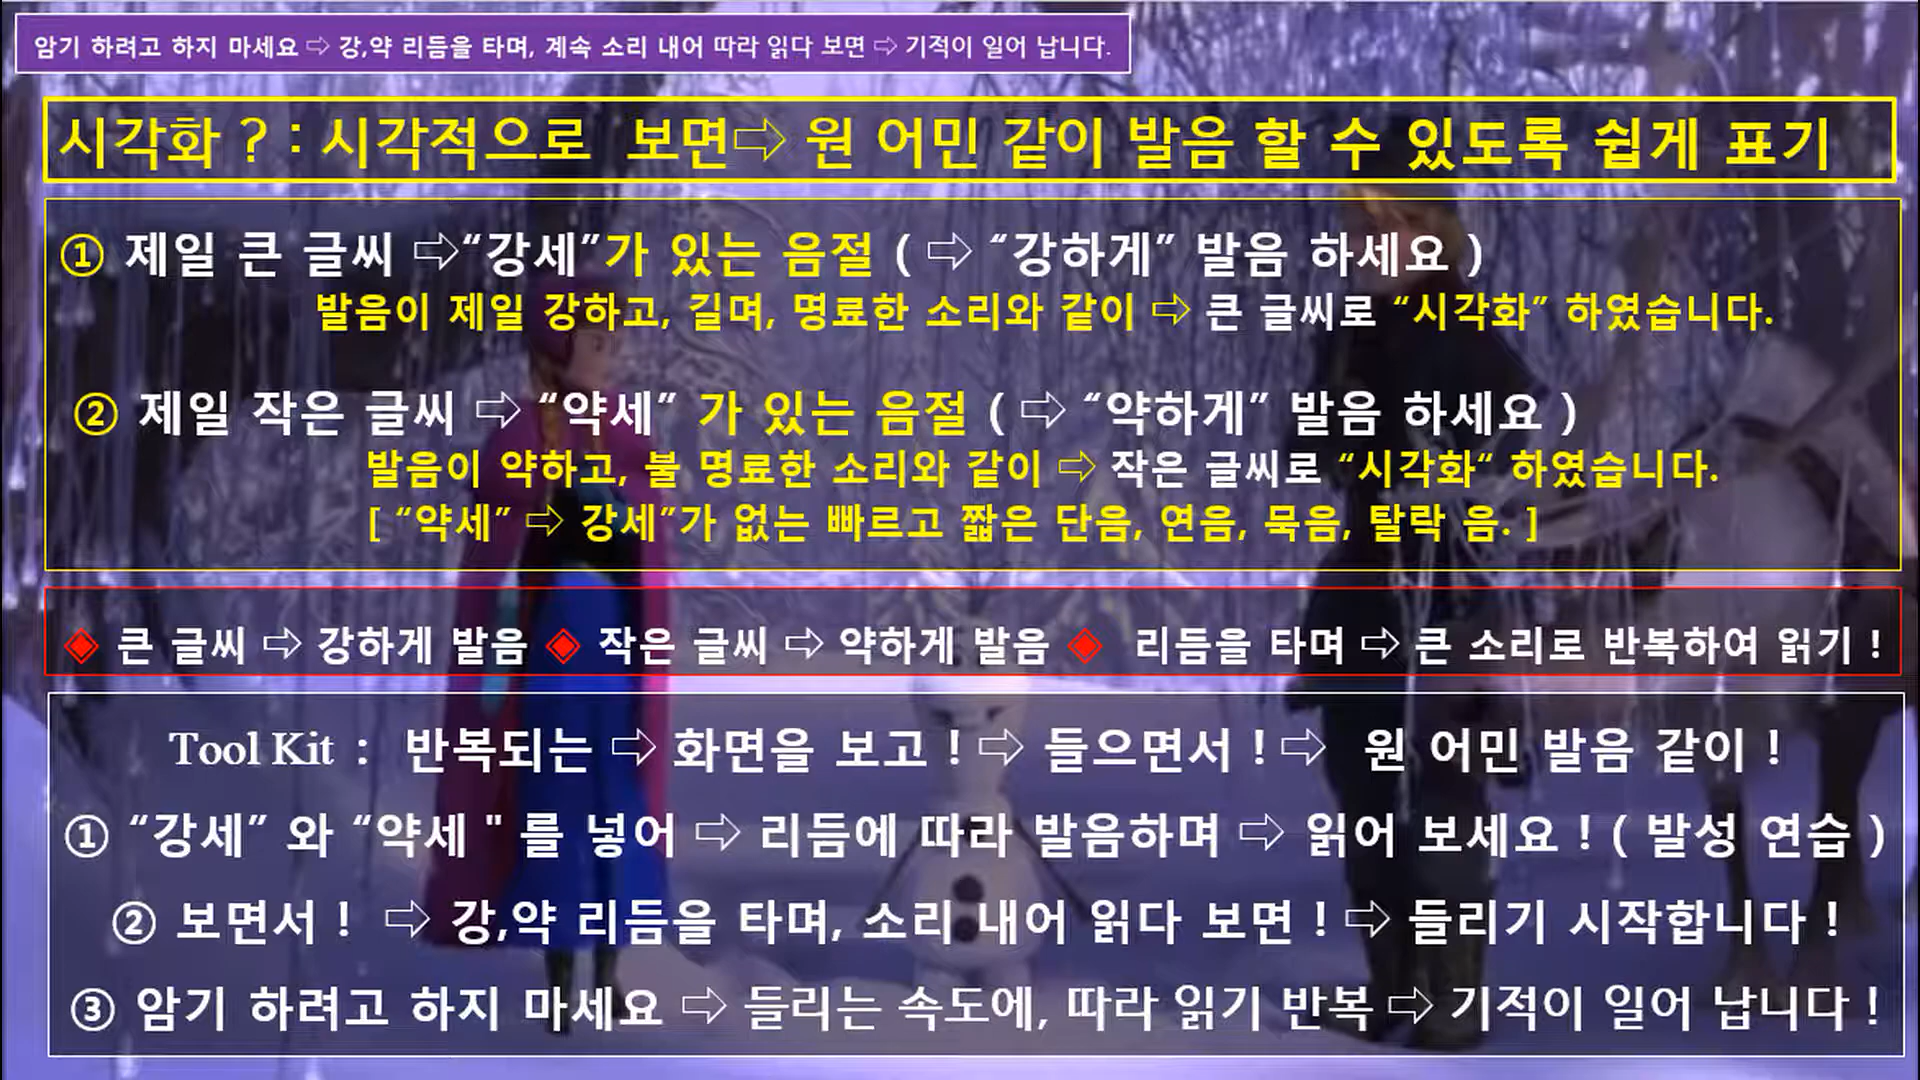 암기 하려고 하지 마세요 ⇨ 강,약 리듬을 타며, 계속 소리 내어 따라 읽다 보면 ⇨ 기적이 일어 납니다.
시각화 ? : 시각적으로 보면⇨ 원 어민 같이 발음 할 수 있도록 쉽게 표기
① 제일 큰 글씨 ⇨“강세”가 있는 음절 ( ⇨ “강하게” 발음 하세요 )
발음이 제일 강하고, 길며, 명료한 소리와 같이 ⇨ 큰 글씨로 “시각화” 하였습니다.
② 제일 작은 글씨 ⇨ “약세” 가 있는 음절 ( ⇨ “약하게” 발음 하세요 )
발음이 약하고, 불 명료한 소리와 같이 ⇨ 작은 글씨로 “시각화“ 하였습니다.
[ “약세” ⇨ 강세”가 없는 빠르고 짧은 단음, 연음, 묵음, 탈락 음. ]
◈ 큰 글씨 ⇨ 강하게 발음 ◈ 작은 글씨 ⇨ 약하게 발음 ◈ 리듬을 타며 ⇨ 큰 소리로 반복하여 읽기 !
Tool Kit : 반복되는 ⇨ 화면을 보고 ! ⇨ 들으면서 ! ⇨ 원 어민 발음 같이 !
① “강세” 와 “약세 " 를 넣어 ⇨ 리듬에 따라 발음하며 ⇨ 읽어 보세요 ! ( 발성 연습 )
② 보면서 ! ⇨ 강,약 리듬을 타며, 소리 내어 읽다 보면 ! ⇨ 들리기 시작합니다 !
③ 암기 하려고 하지 마세요 ⇨ 들리는 속도에, 따라 읽기 반복 ⇨ 기적이 일어 납니다 !